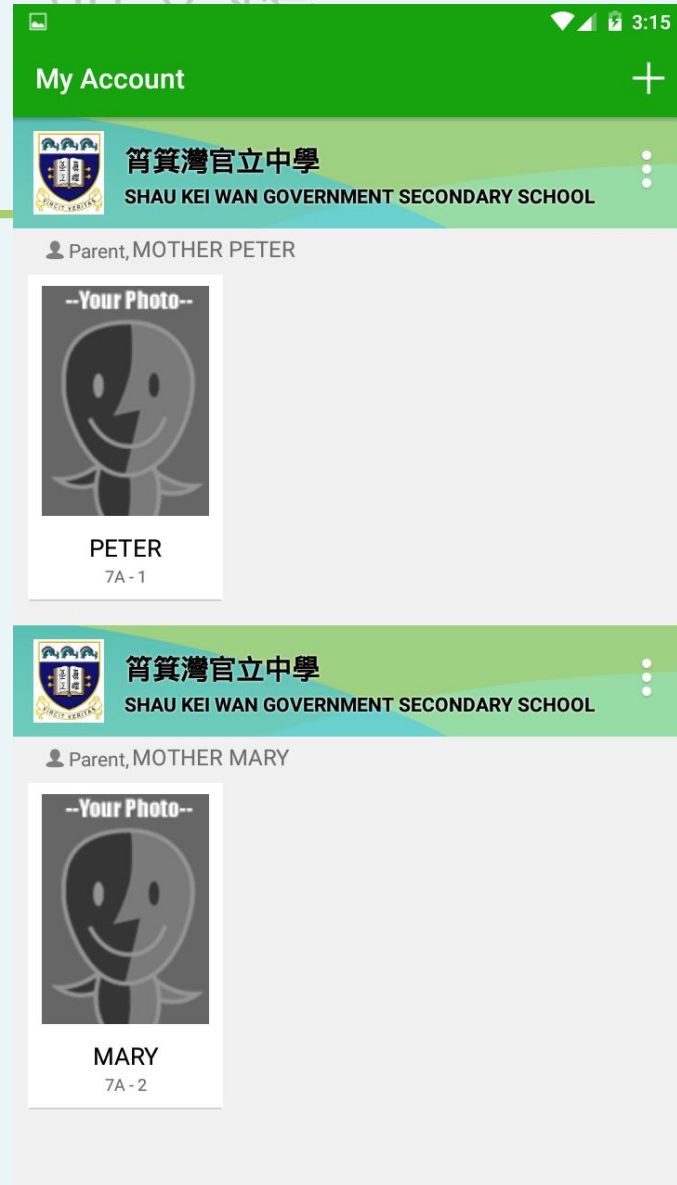 3:15
My Account
筲箕灣官立中學
SHAU KEI WAN GOVERNMENT SECONDARY SCHOOL
Parent, MOTHER PETER
--Your Photo--
PETER
7A - 1
筲箕灣官立中學
SHAU KEI WAN GOVERNMENT SECONDARY SCHOOL
Parent, MOTHER MARY
--Your Photo--
MARY
7A - 2